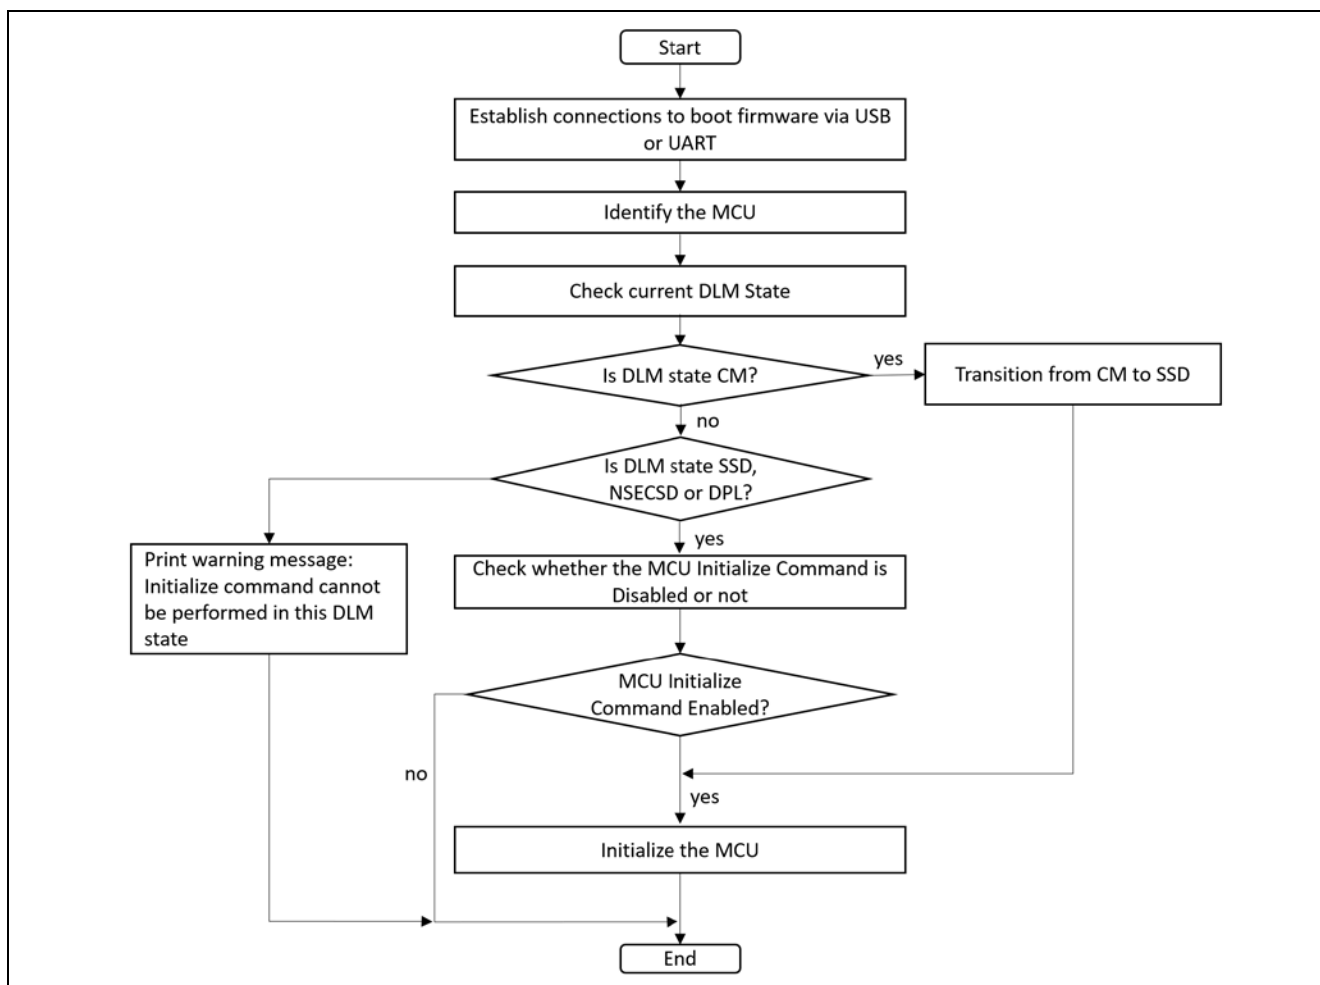 Start
Establish connections to boot firmware via USB
or UART
Identify the MCU
Check current DLM State
Is DLM state CM?
yes
Transition from CM to SSD
no
Is DLM state SSD,
NSECSD or DPL?
yes
Print warning message:
Initialize command cannot
be performed in this DLM
state
Check whether the MCU Initialize Command is
Disabled or not
MCU Initialize
Command Enabled?
no
yes
Initialize the MCU
End